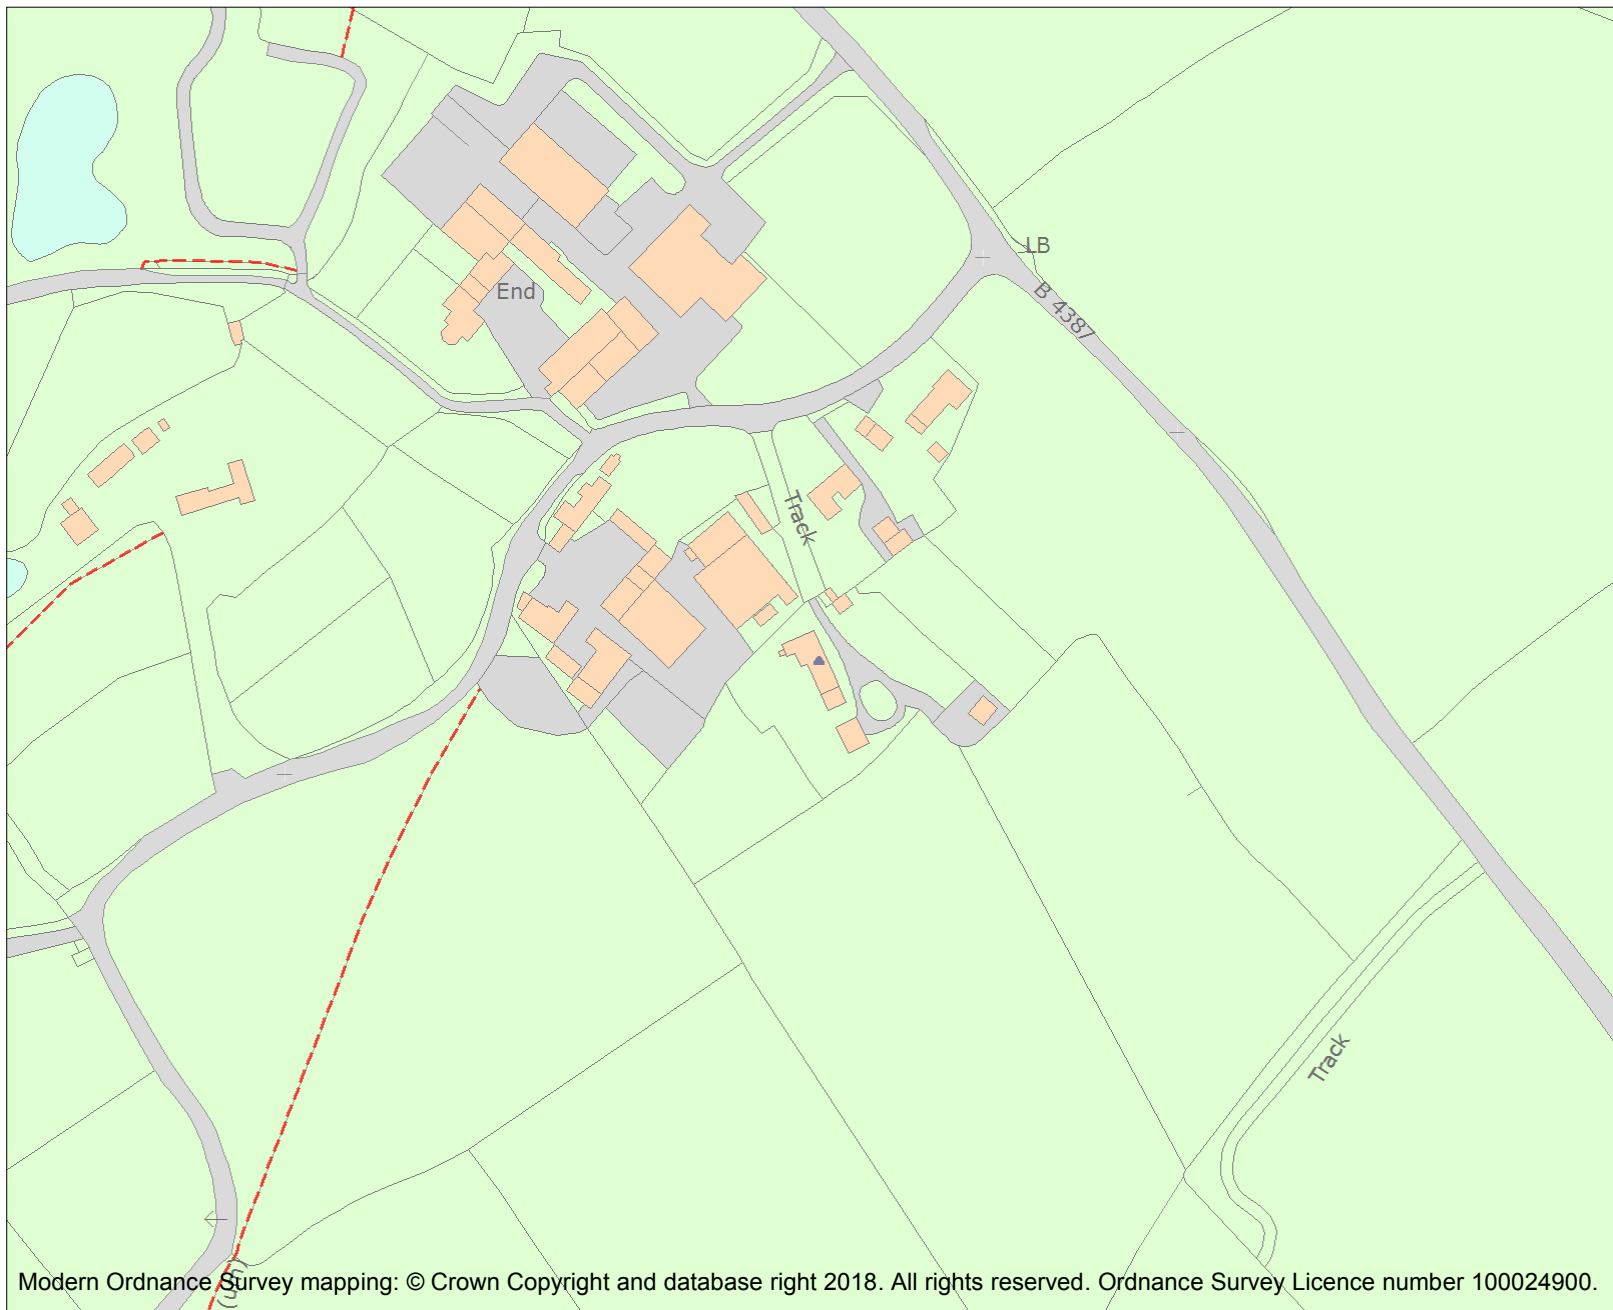 LB
End
B 4387
Track
Track
(um)
Modern Ordnance Survey mapping: © Crown Copyright and database right 2018. All rights reserved. Ordnance Survey Licence number 100024900.